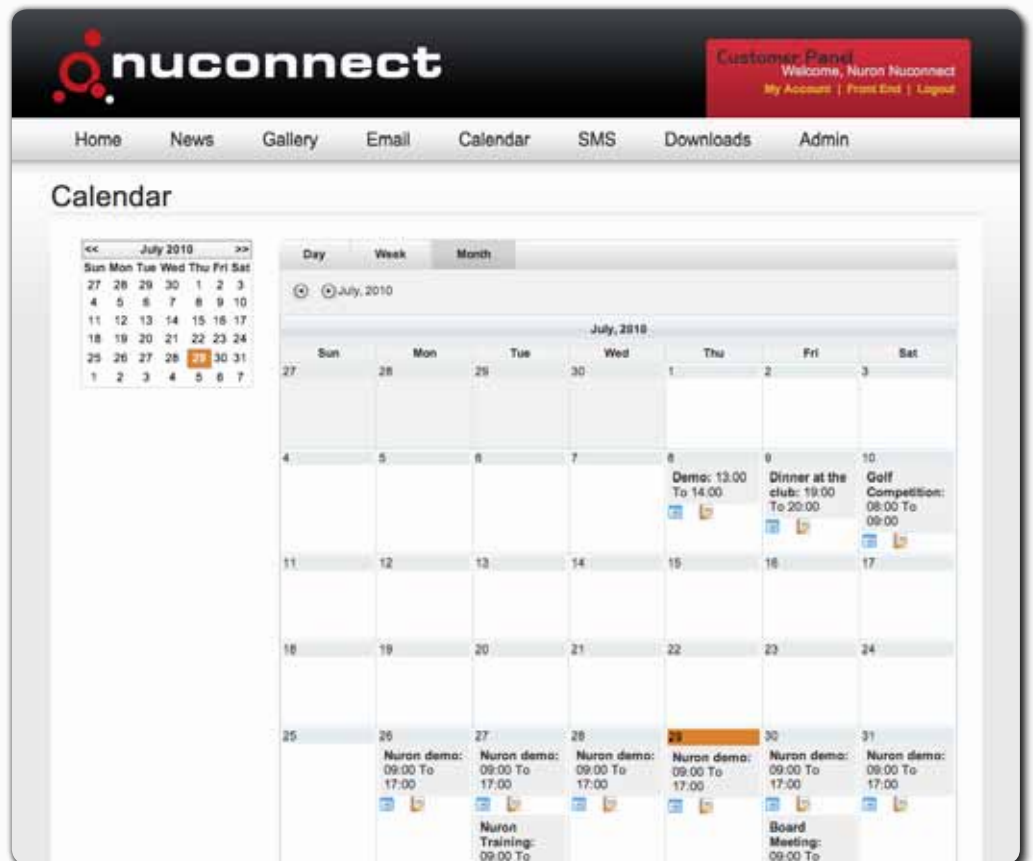 nuconnect
Customer Panel
Welcome, Nuron Nuconnect
My Account | Front End | Logout
Home News Gallery Email Calendar SMS Downloads Admin
Calendar
<< July 2010 >>
Sun Mon Tue Wed Thu Fri Sat
27 28 29 30 1 2 3
4 5 6 7 8 9 10
11 12 13 14 15 16 17
18 19 20 21 22 23 24
25 26 27 28 29 30 31
1 2 3 4 5 6 7
Day Week Month
July, 2010
July, 2010
Sun Mon Tue Wed Thu Fri Sat
27 28 29 30 1 2 3
4 5 6 7 8 9 10
Demo: 13:00 To 14:00
Dinner at the club: 19:00 To 20:00
Golf Competition: 08:00 To 09:00
11 12 13 14 15 16 17
18 19 20 21 22 23 24
25 26 27 28 29 30 31
Nuron demo: 09:00 To 17:00
Nuron demo: 09:00 To 17:00
Nuron demo: 09:00 To 17:00
Nuron demo: 09:00 To 17:00
Nuron demo: 09:00 To 17:00
Nuron demo: 09:00 To 17:00
Nuron Training: 09:00 To
Board Meeting: 09:00 To